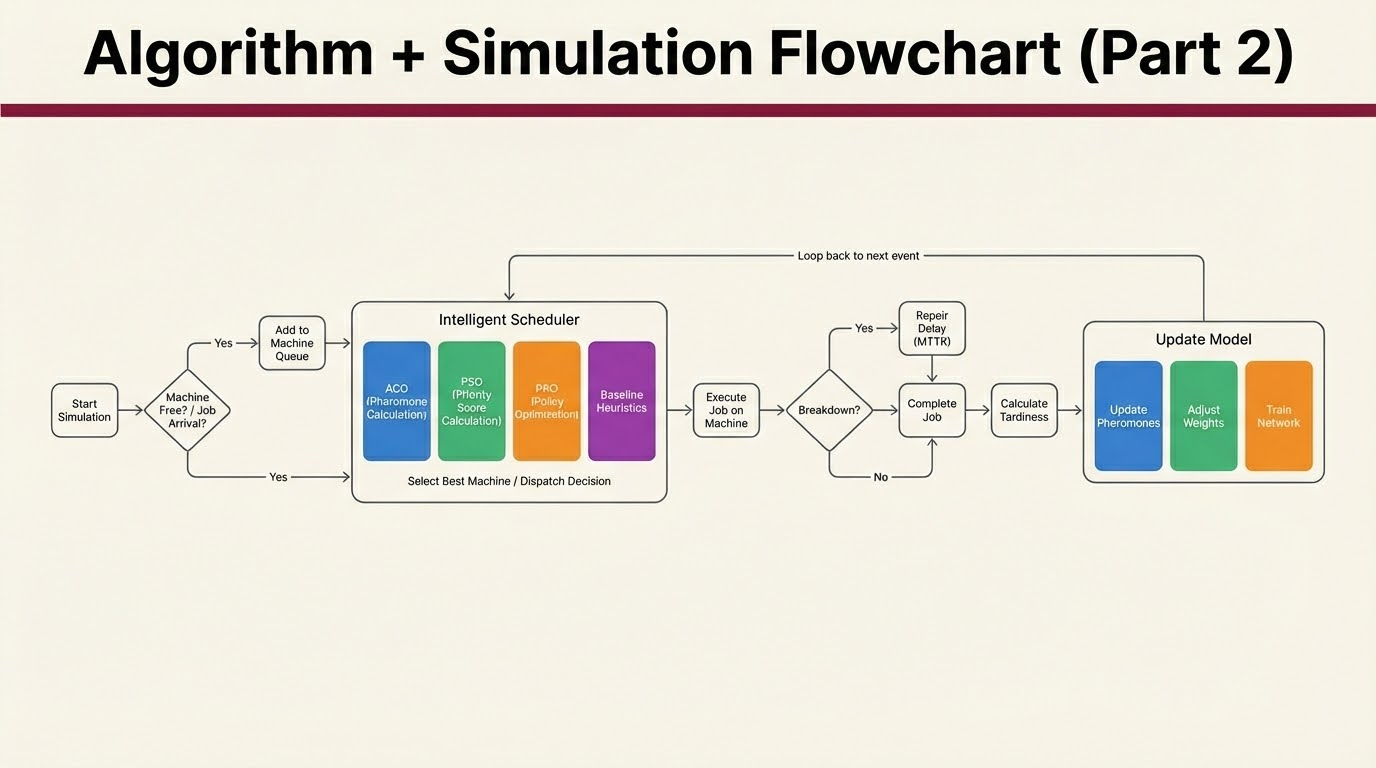 Algorithm + Simulation Flowchart (Part 2)
Loop back to next event
Start
Simulation
Machine
Free? / Job
Arrival?
Yes
Add to
Machine
Queue
Yes
Intelligent Scheduler
ACO
(Pharomone
Calculation)
PSO
(PHenty
Soore
Calculation)
PRO
(Policy
Optimization)
Baseline
Heuristics
Select Best Machine / Dispatch Decision
Execute
Job on
Machine
Breakdown?
Yes
Repeir
Delay
(MTTR)
No
Complete
Job
Calculate
Tardiness
Update Model
Update
Pheromones
Adjust
Weights
Train
Network